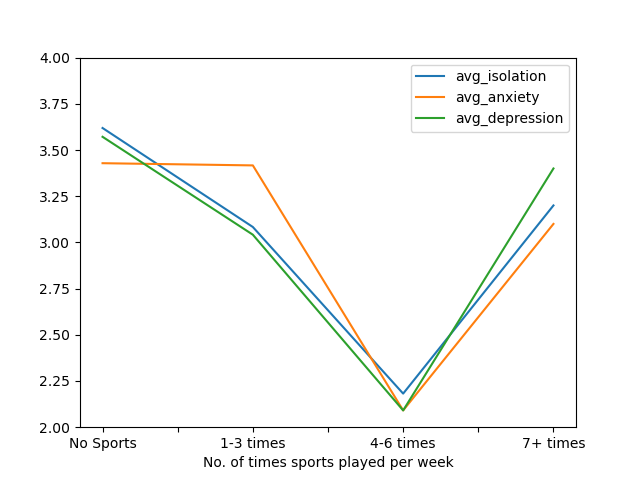 4.00
3.75
3.50
3.25
3.00
2.75
2.50
2.25
2.00
avg_isolation
avg_anxiety
avg_depression
No Sports
1-3 times
4-6 times
7+ times
No. of times sports played per week